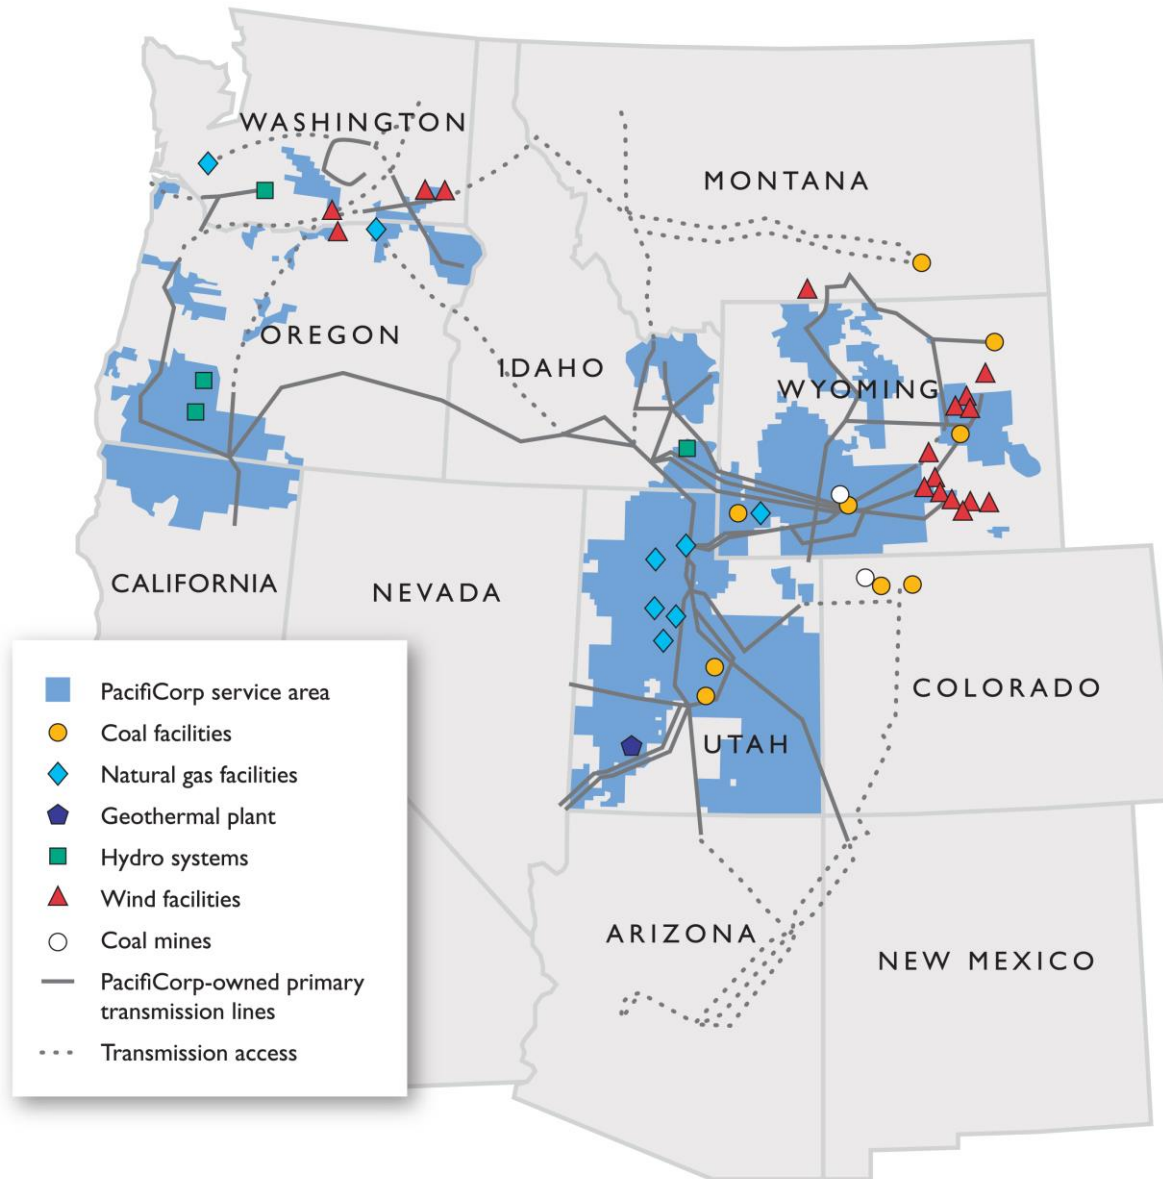 WASHINGTON
MONTANA
OREGON
IDAHO
WYOMING
CALIFORNIA
NEVADA
COLORADO
UTAH
ARIZONA
NEW MEXICO
PacifiCorp service area
Coal facilities
Natural gas facilities
Geothermal plant
Hydro systems
Wind facilities
Coal mines
PacifiCorp-owned primary
transmission lines
Transmission access